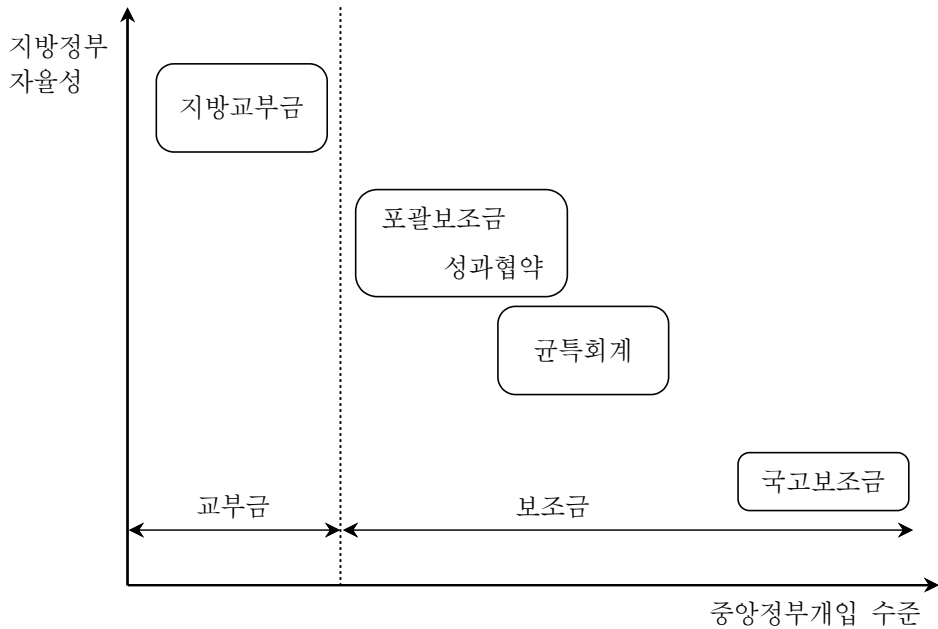 지방정부
자율성
지방교부금
포괄보조금
성과협약
균특회계
국고보조금
교부금
보조금
중앙정부개입 수준